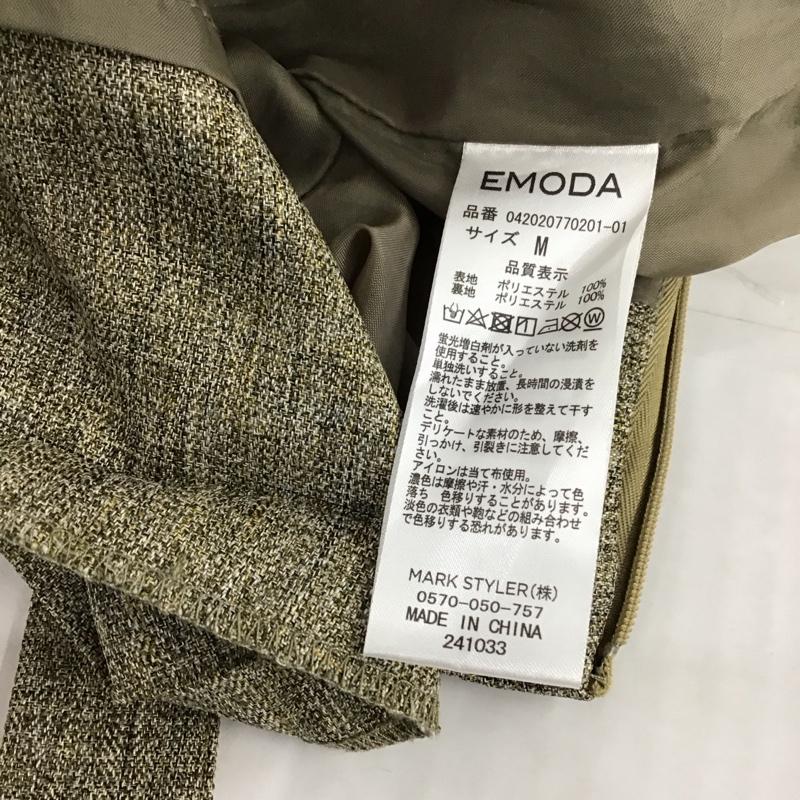 EMODA
品番 042020770201-01
サイズ M
品質表示
表地 ポリエステル 100%
裏地 ポリエステル 100%
蛍光増白剤が入っていない洗剤を
使用すること。
単独洗いすること。
濡れたまま放置、長時間の浸漬を
しないでください。
洗濯後は速やかに形を整えて干す
こと。
デリケートな素材のため、摩擦、
引っかけ、引裂きに注意してくだ
さい。
アイロンは当て布使用。
濃色は摩擦や汗・水分によって色
落ち 色移りすることがあります。
淡色の衣類や鞄などの組み合わせ
で色移りする恐れがあります。
MARK STYLER(株)
0570-050-757
MADE IN CHINA
241033